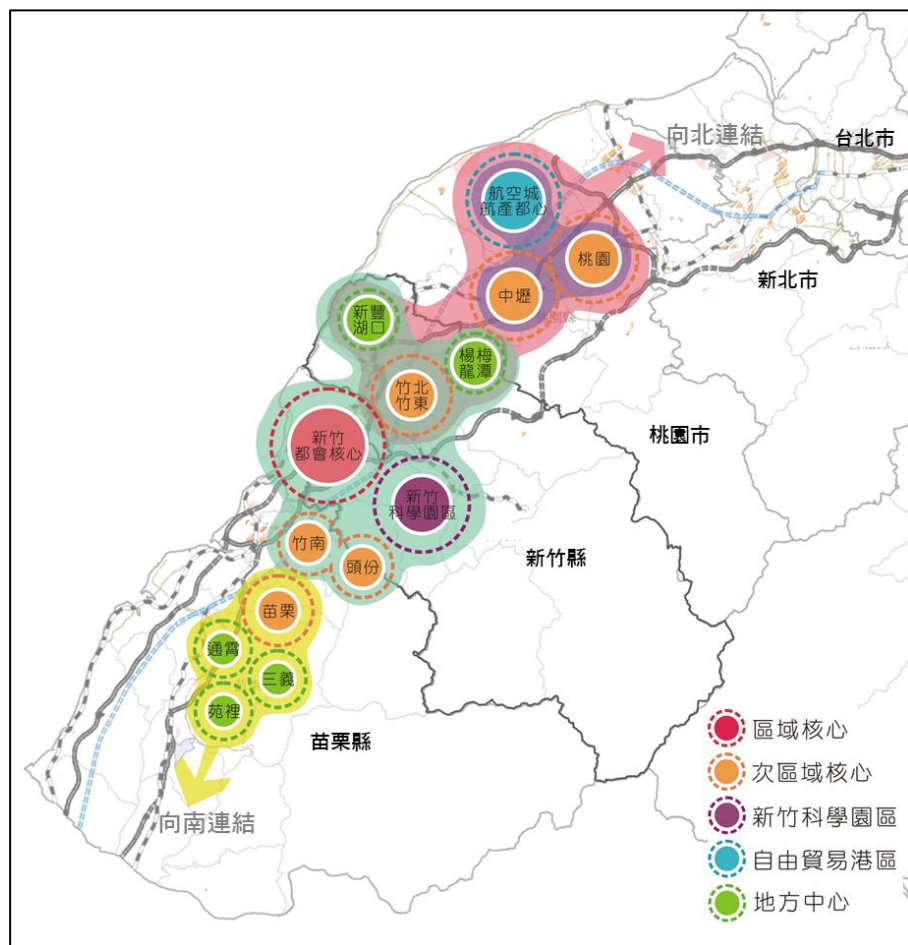 向北連結
台北市
航空城
航產都心
桃園
新北市
中壢
新豐
湖口
楊梅
龍潭
竹北
竹東
桃園市
新竹
都會核心
新竹
科學園區
竹南
頭份
新竹縣
苗栗
通霄
三義
苑裡
苗栗縣
向南連結
區域核心
次區域核心
新竹科學園區
自由貿易港區
地方中心